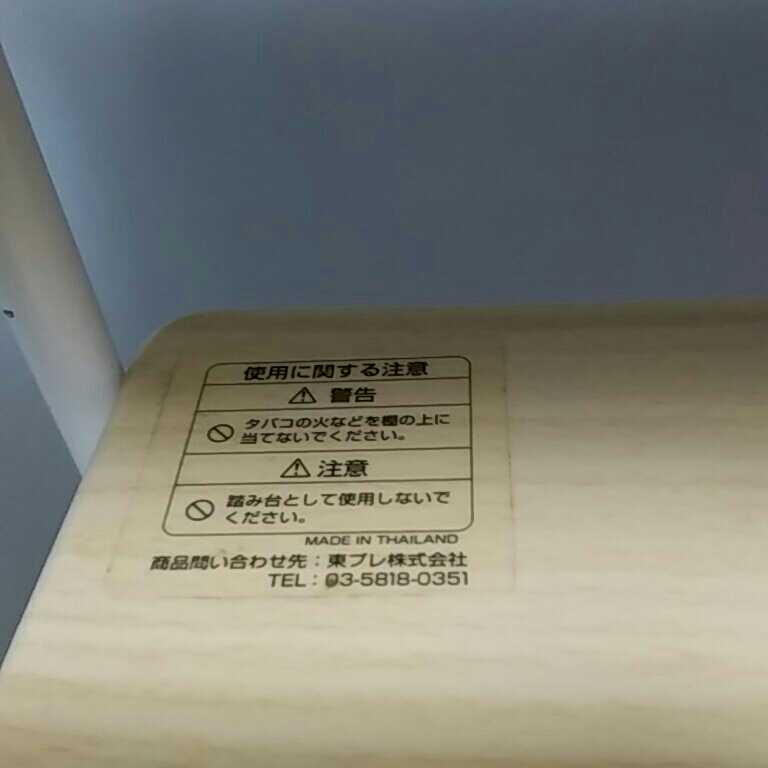 使用に関する注意
⚠ 警告
タバコの火などを棚の上に
当てないでください。
⚠ 注意
踏み台として使用しないで
ください。
MADE IN THAILAND
商品問い合わせ先：東プレ株式会社
TEL：03-5818-0351